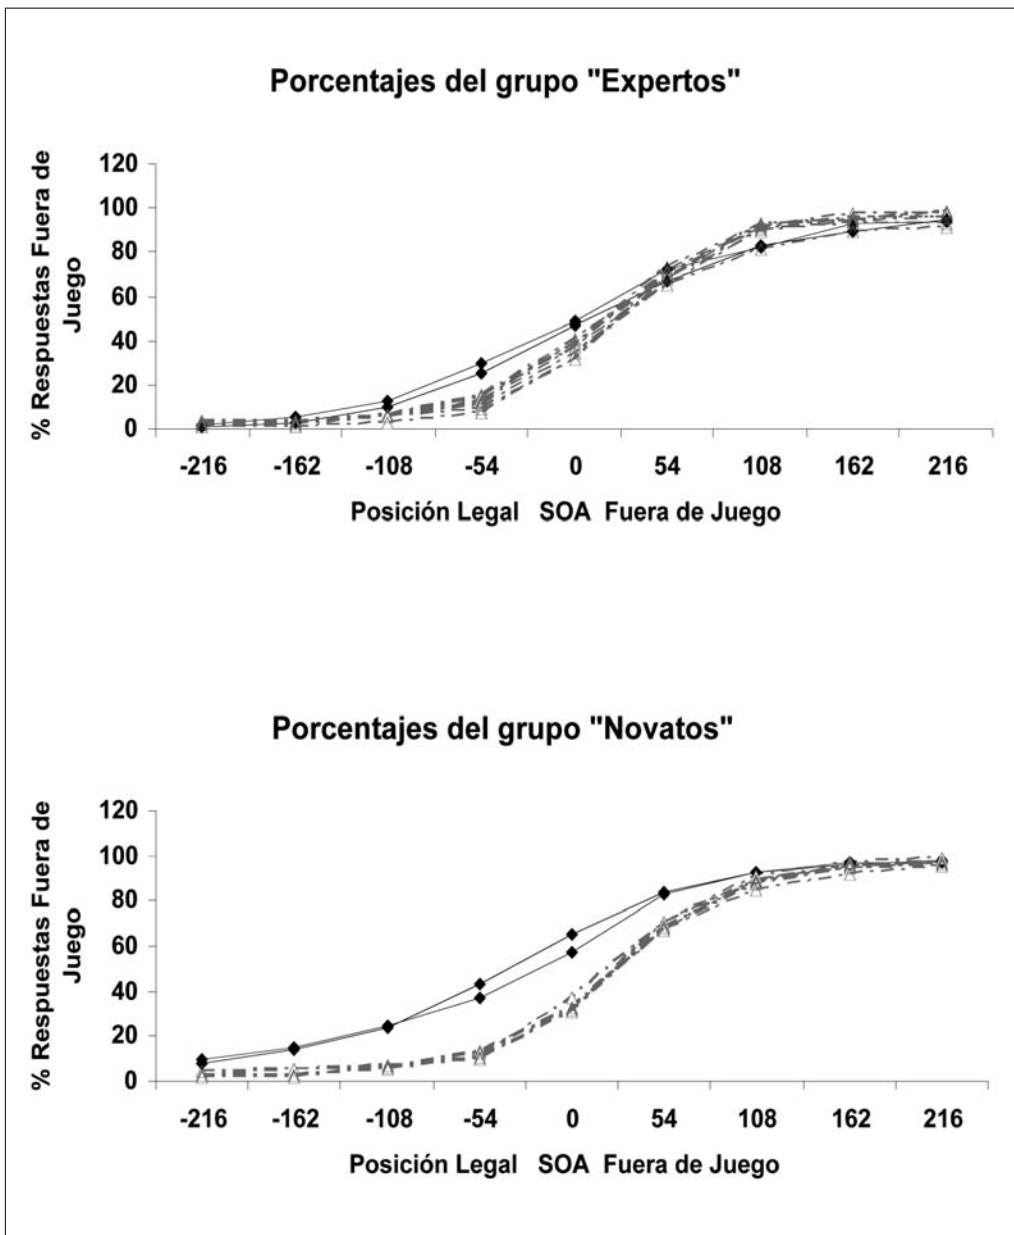 Porcentajes del grupo "Expertos"
% Respuestas Fuera de
Juego
120
100
80
60
40
20
0
-216 -162 -108 -54 0 54 108 162 216
Posición Legal SOA Fuera de Juego
Porcentajes del grupo "Novatos"
% Respuestas Fuera de
Juego
120
100
80
60
40
20
0
-216 -162 -108 -54 0 54 108 162 216
Posición Legal SOA Fuera de Juego